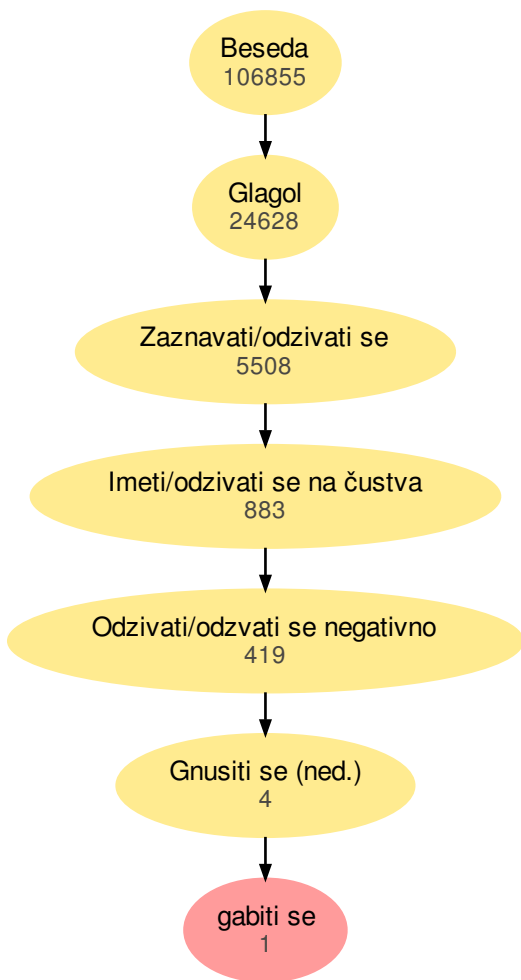 Beseda
106855
Glagol
24628
Zaznavati/odzivati se
5508
Imeti/odzivati se na čustva
883
Odzivati/odzvati se negativno
419
Gnusiti se (ned.)
4
gabiti se
1